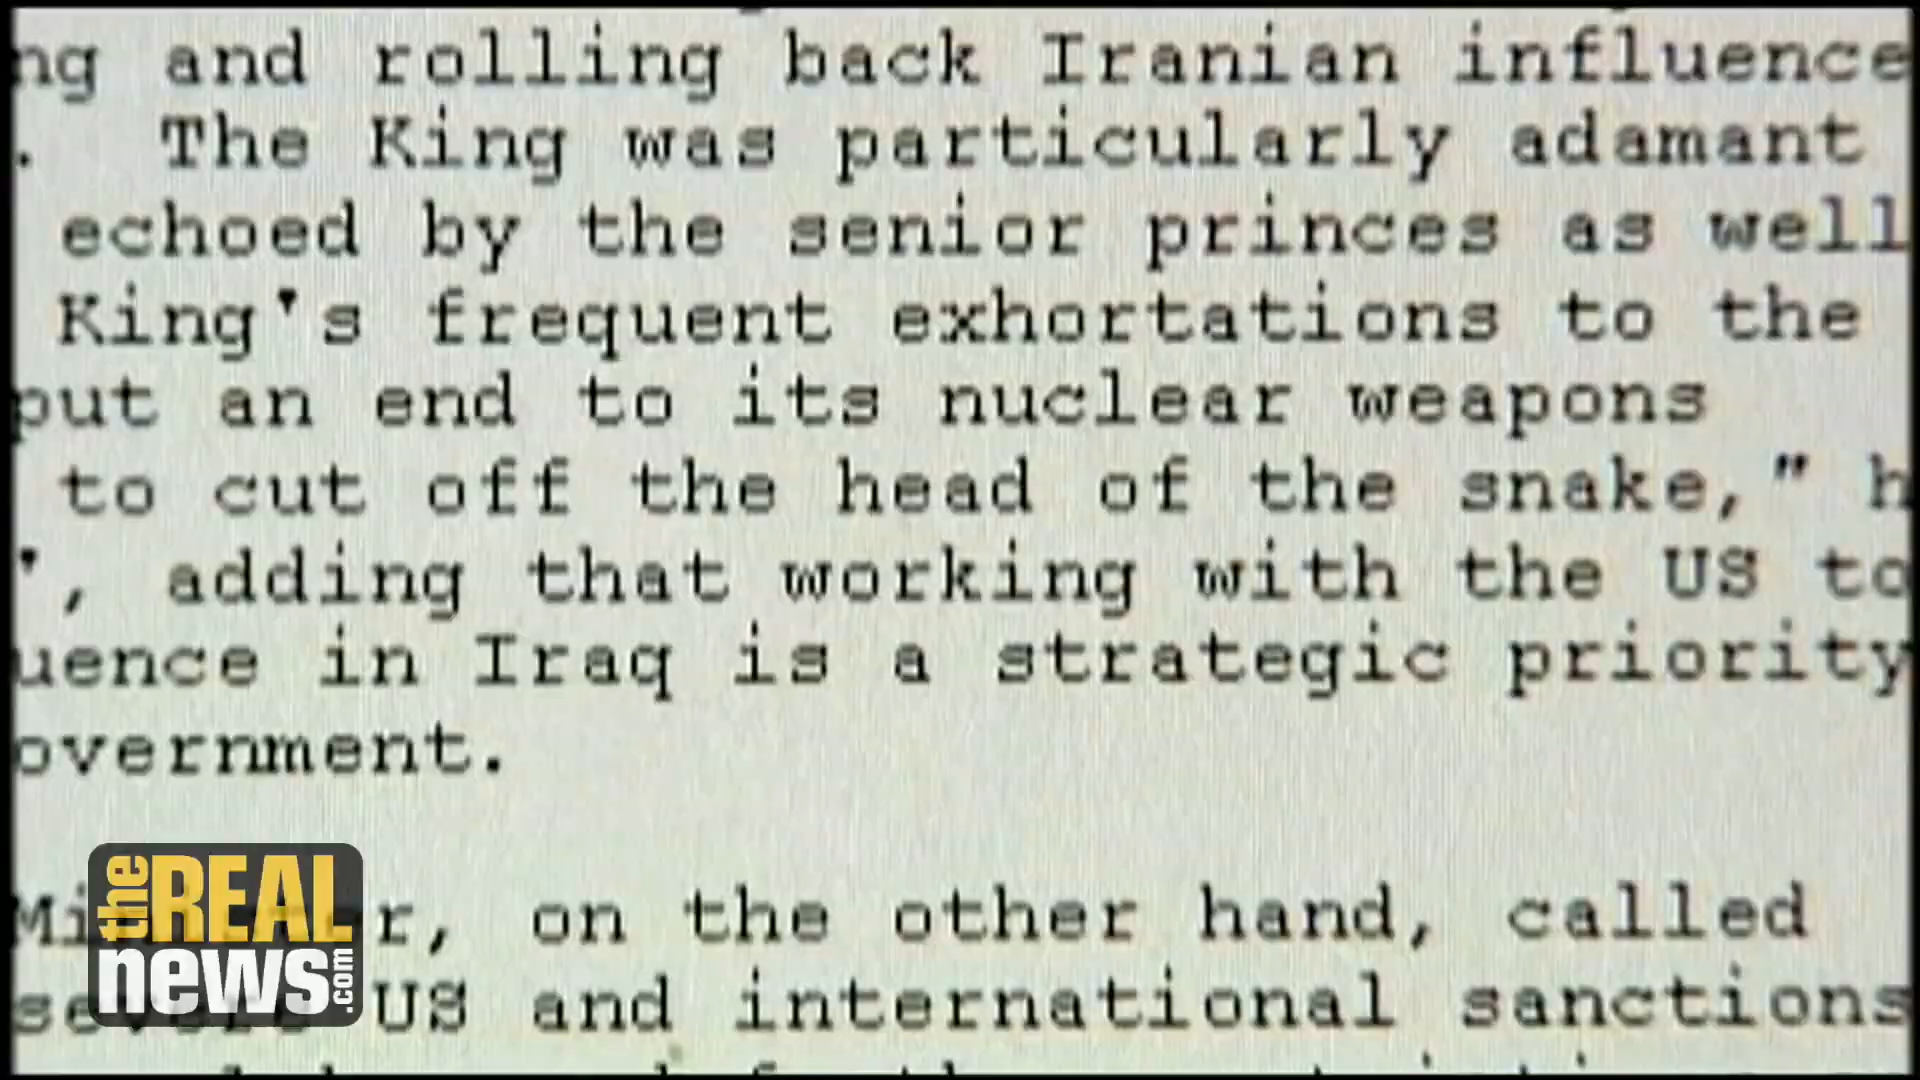 ng and rolling back Iranian influence
. The King was particularly adamant
echoed by the senior princes as well
King's frequent exhortations to the
put an end to its nuclear weapons
to cut off the head of the snake," h
', adding that working with the US to
uence in Iraq is a strategic priority
overnment.
r, on the other hand, called
US and international sanctions
the REAL
news.com